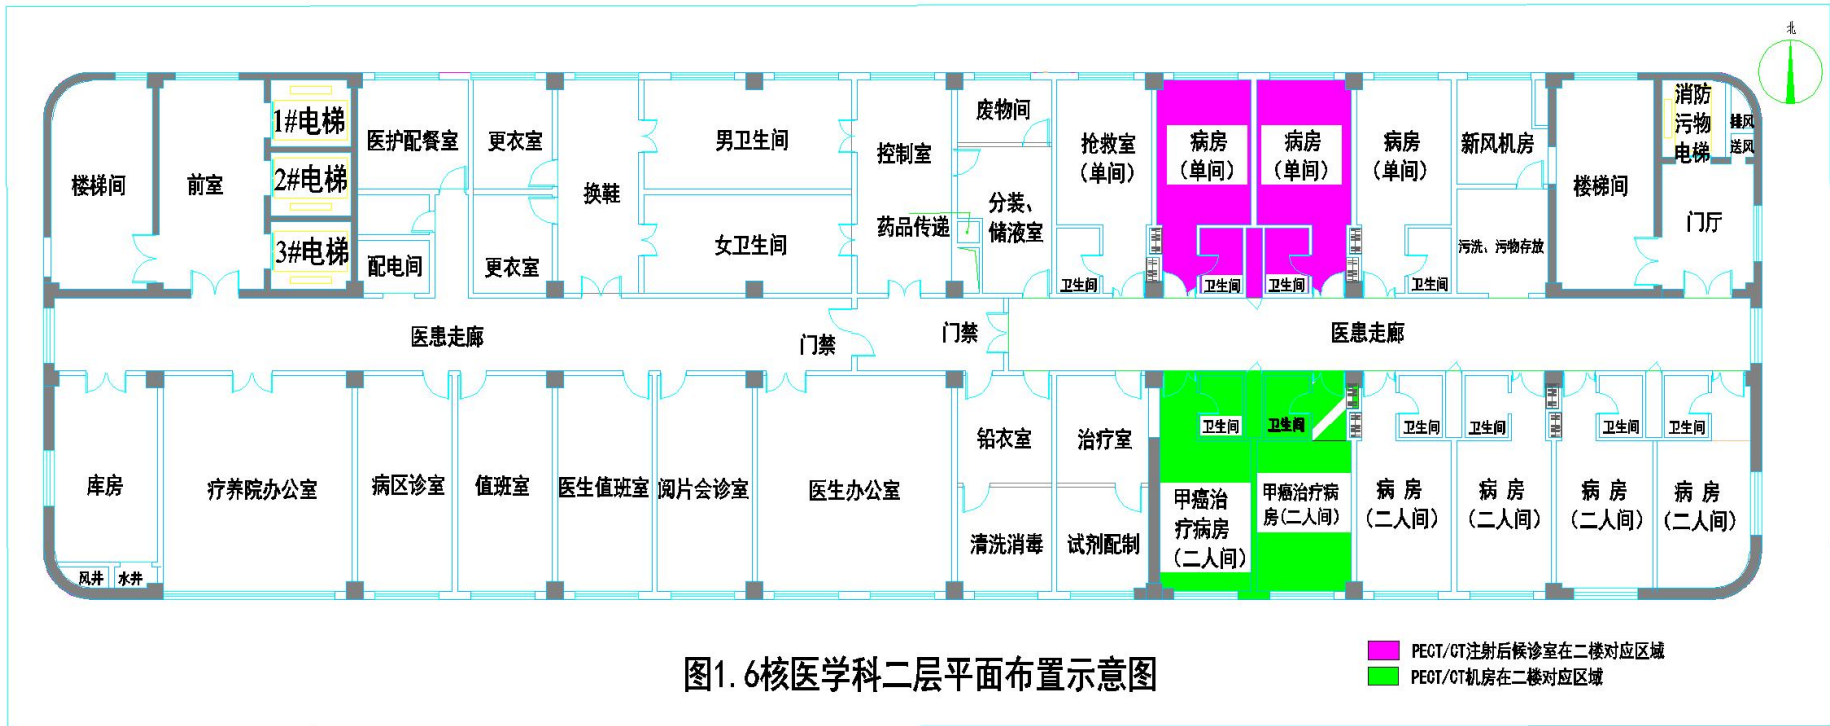 北
1#电梯
2#电梯
3#电梯
楼梯间
前室
医护配餐室
配电间
更衣室
更衣室
换鞋
男卫生间
女卫生间
控制室
药品传递
废物间
分装、
储液室
抢救室
(单间)
卫生间
病房
(单间)
卫生间
病房
(单间)
卫生间
病房
(单间)
卫生间
新风机房
污洗、污物存放
楼梯间
消防
污物
电梯
排风
送风
门厅
医患走廊
门禁
门禁
医患走廊
库房
风井
水井
疗养院办公室
病区诊室
值班室
医生值班室
阅片会诊室
医生办公室
铅衣室
清洗消毒
治疗室
试剂配制
卫生间
甲癌治
疗病房
(二人间)
卫生间
甲癌治疗病
房(二人间)
卫生间
病 房
(二人间)
卫生间
病 房
(二人间)
卫生间
病 房
(二人间)
卫生间
病 房
(二人间)
图1.6核医学科二层平面布置示意图
PECT/CT注射后候诊室在二楼对应区域
PECT/CT机房在二楼对应区域